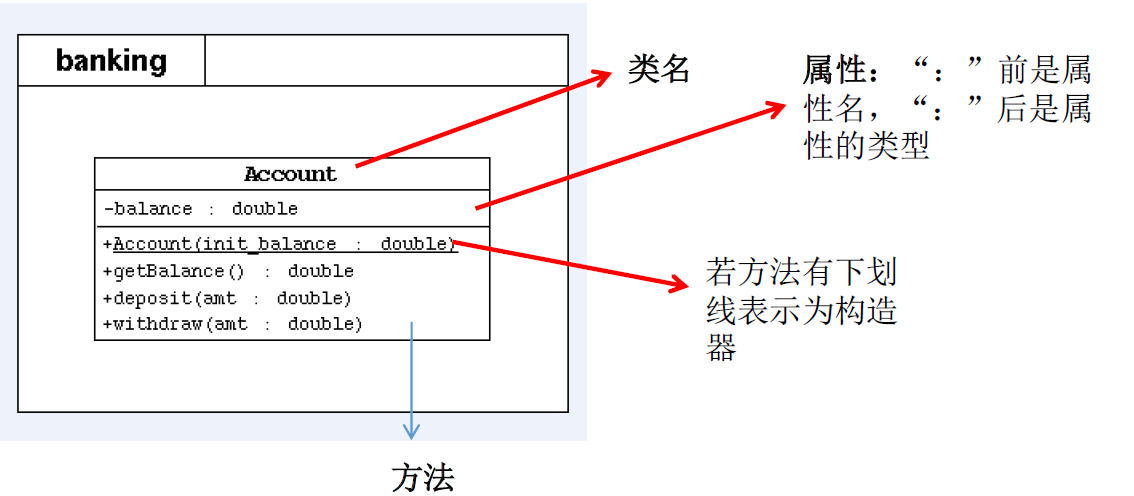 banking
Account
-balance : double
+Account(init_balance : double)
+getBalance() : double
+deposit(amt : double)
+withdraw(amt : double)
类名
属性：“：”前是属
性名，“：”后是属
性的类型
若方法有下划
线表示为构造
器
方法